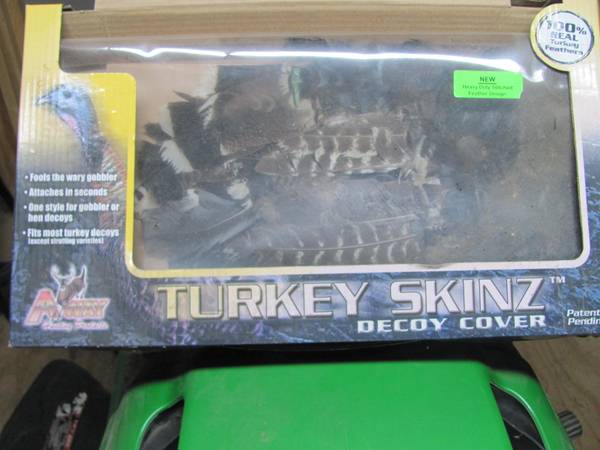 100%
REAL
Turkey
Feathers
NEW
Heavy Duty Stitched
Feather Design
• Fools the wary gobbler
• Attaches in seconds
• One style for gobbler or
hen decoys
• Fits most turkey decoys
(except strutting varieties)
TURKEY SKINZ™
DECOY COVER
Patent
Pendin